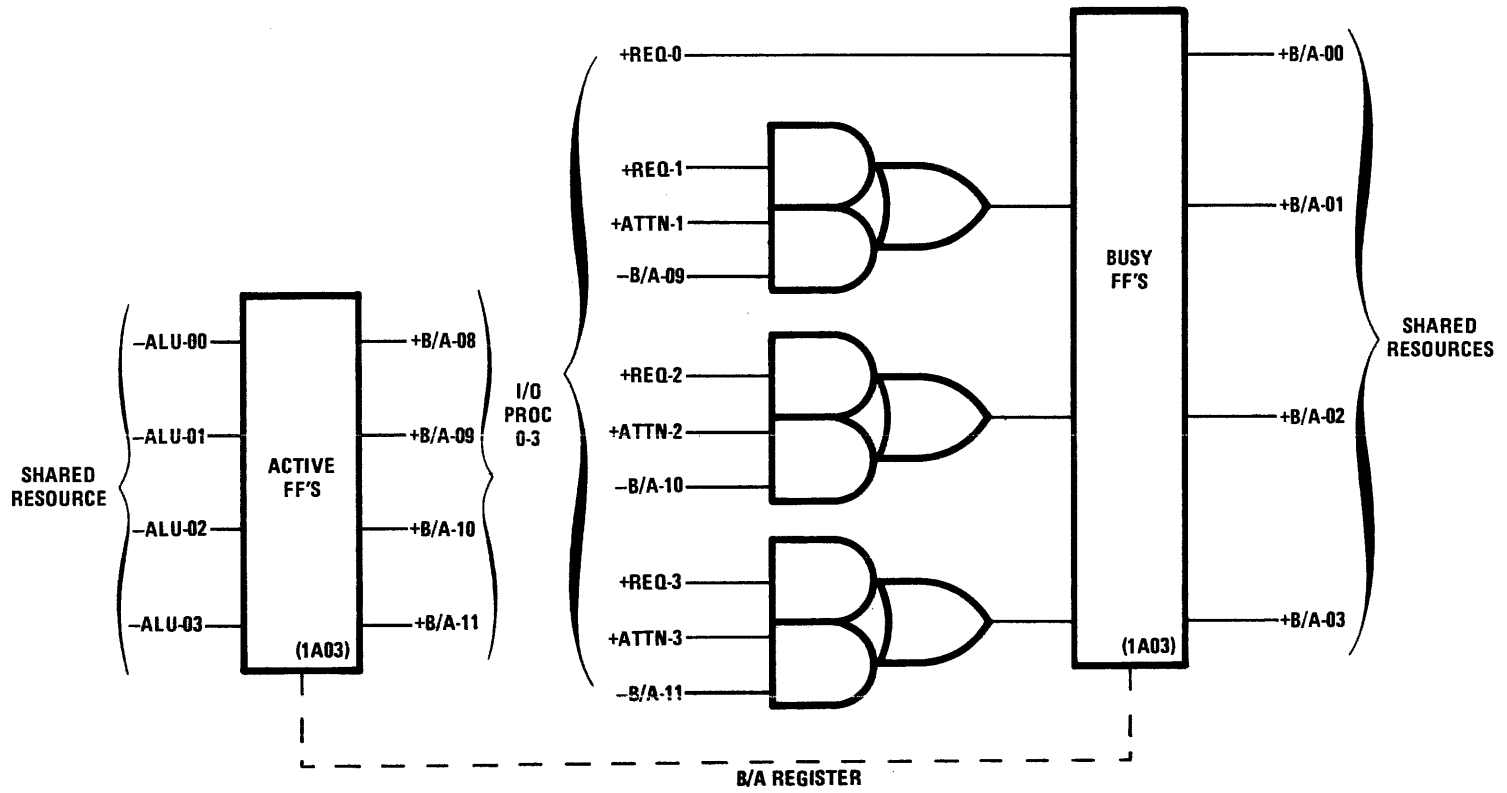 SHARED
RESOURCE
–ALU-00
–ALU-01
–ALU-02
–ALU-03
ACTIVE
FF'S
(1A03)
+B/A-08
+B/A-09
+B/A-10
+B/A-11
I/O
PROC
0-3
+REQ-0
+REQ-1
+ATTN-1
–B/A-09
+REQ-2
+ATTN-2
–B/A-10
+REQ-3
+ATTN-3
–B/A-11
BUSY
FF'S
(1A03)
+B/A-00
+B/A-01
+B/A-02
+B/A-03
SHARED
RESOURCES
B/A REGISTER